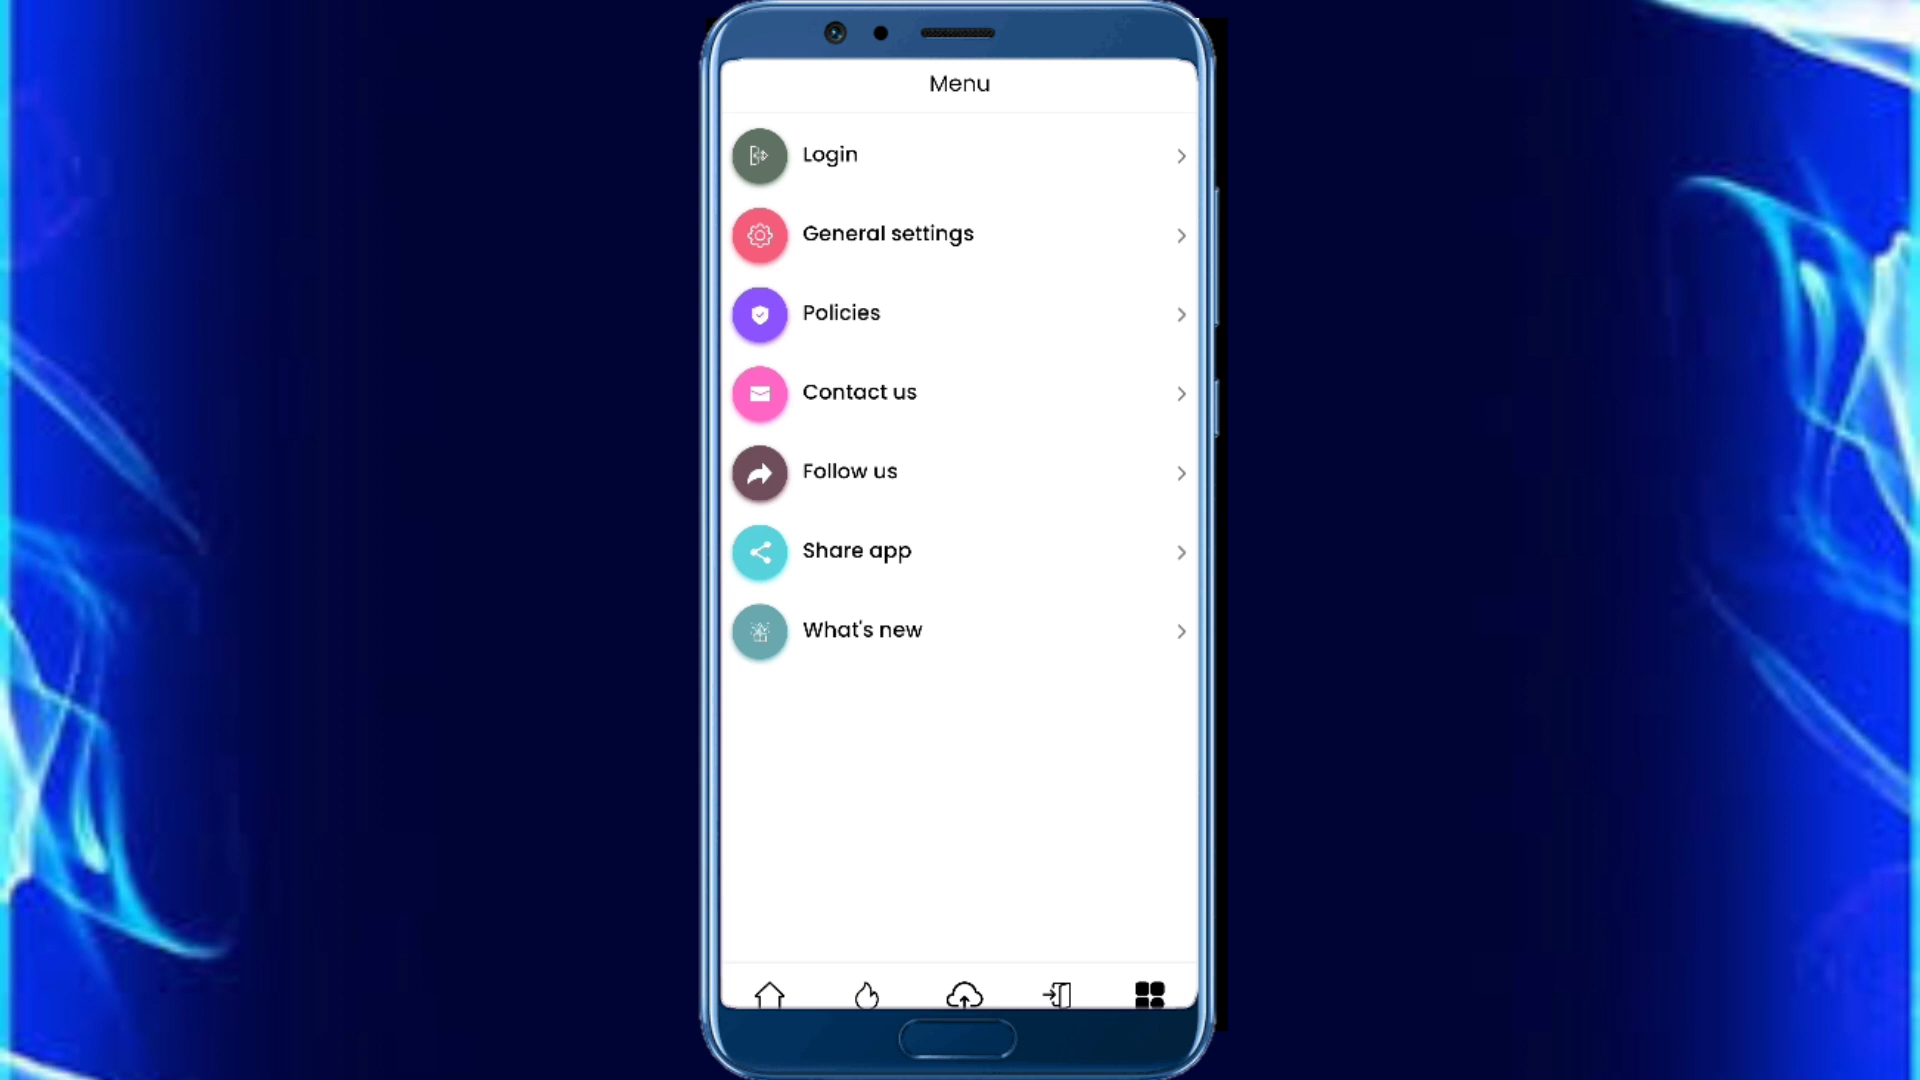 Menu
Login
General settings
Policies
Contact us
Follow us
Share app
What's new